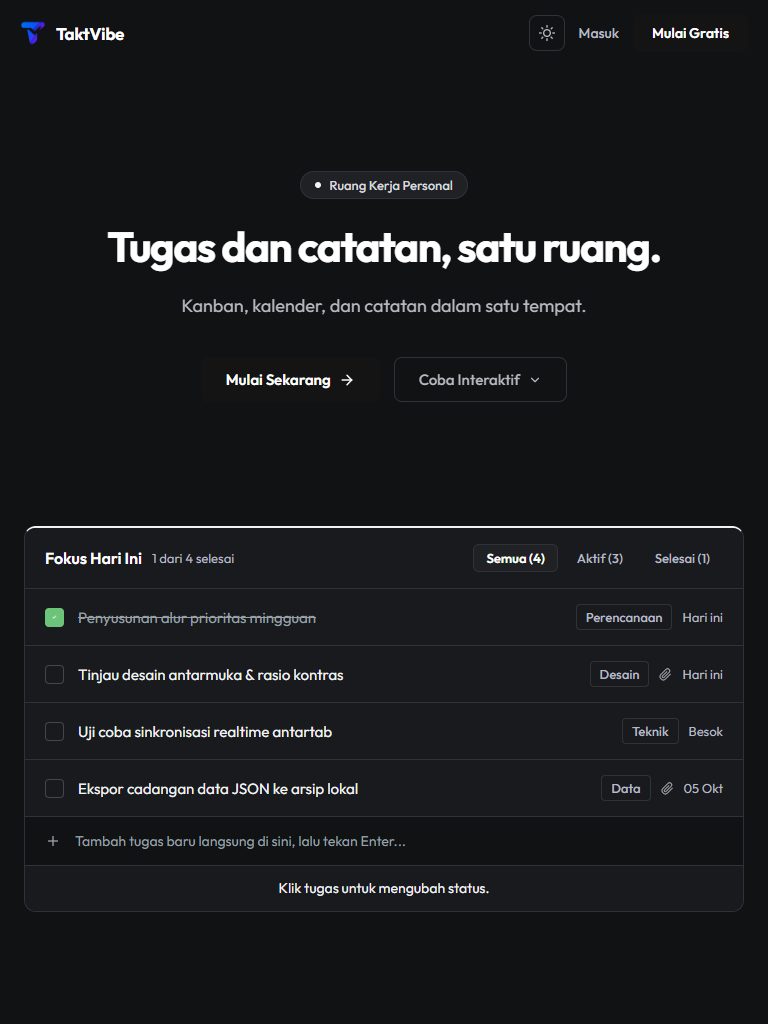 TaktVibe
Masuk
Mulai Gratis
Ruang Kerja Personal
Tugas dan catatan, satu ruang.
Kanban, kalender, dan catatan dalam satu tempat.
Mulai Sekarang
Coba Interaktif
Fokus Hari Ini 1 dari 4 selesai
Semua (4) Aktif (3) Selesai (1)
Penyusunan alur prioritas mingguan Perencanaan Hari ini
Tinjau desain antarmuka & rasio kontras Desain Hari ini
Uji coba sinkronisasi realtime antartab Teknik Besok
Ekspor cadangan data JSON ke arsip lokal Data 05 Okt
Tambah tugas baru langsung di sini, lalu tekan Enter...
Klik tugas untuk mengubah status.